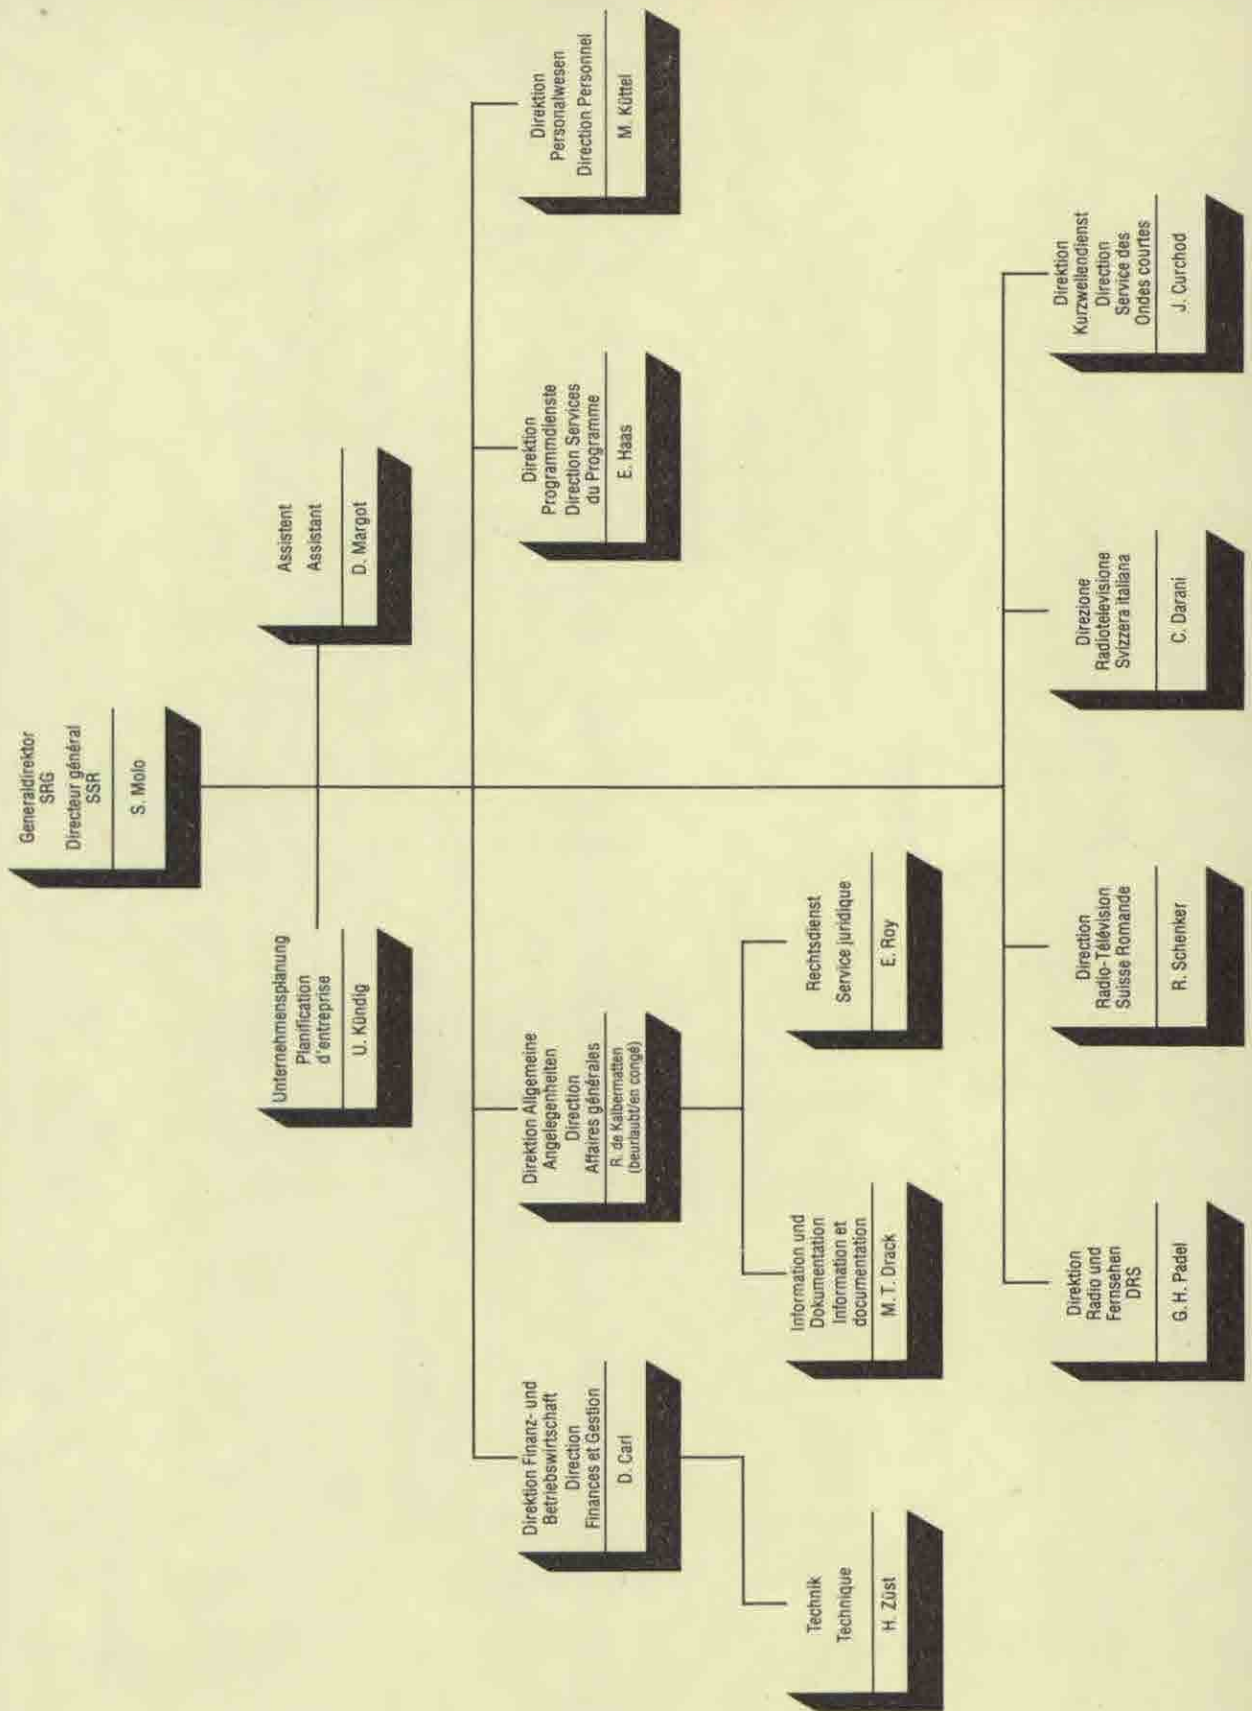 Generaldirektor
SRG
Directeur général
SSR
S. Molo
Unternehmensplanung
Planification
d'entreprise
U. Kündig
Assistent
Assistant
D. Margot
Direktion Finanz- und
Betriebswirtschaft
Direction
Finances et Gestion
D. Carl
Direktion Allgemeine
Angelegenheiten
Direction
Affaires générales
R. de Kalbermatten
(beurlaubt/en congé)
Direktion
Programmdienste
Direction Services
du Programme
E. Haas
Direktion
Personalwesen
Direction Personnel
M. Küttel
Technik
Technique
H. Züst
Information und
Dokumentation
Information et
documentation
M. T. Drack
Rechtsdienst
Service juridique
E. Roy
Direktion
Radio und
Fernsehen
DRS
G. H. Padel
Direction
Radio-Télévision
Suisse Romande
R. Schenker
Direzione
Radiotelevisione
Svizzera italiana
C. Darani
Direktion
Kurzwellendienst
Direction
Service des
Ondes courtes
J. Curchod